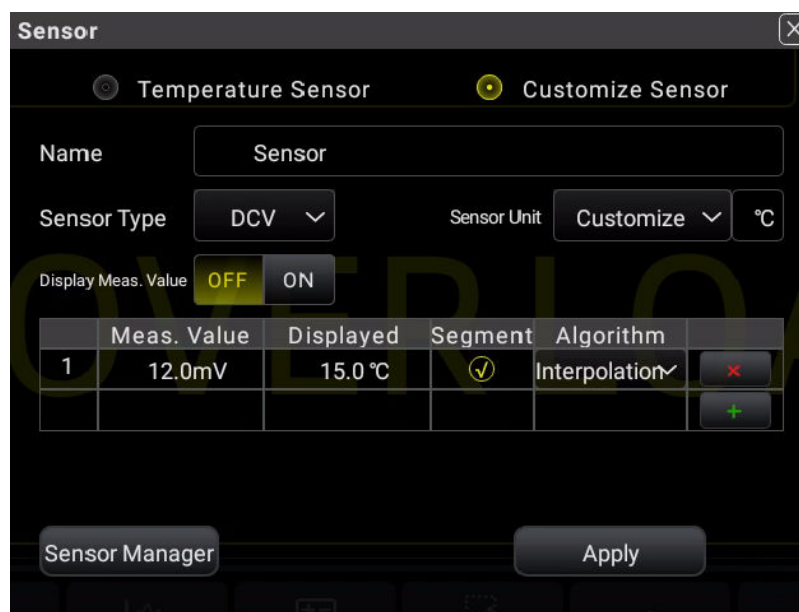 Sensor
Temperature Sensor Customize Sensor
Name Sensor
Sensor Type DCV Sensor Unit Customize ℃
Display Meas. Value OFF ON
OVERLOA
Meas. Value Displayed Segment Algorithm
1 12.0mV 15.0 ℃ Interpolation
Sensor Manager Apply